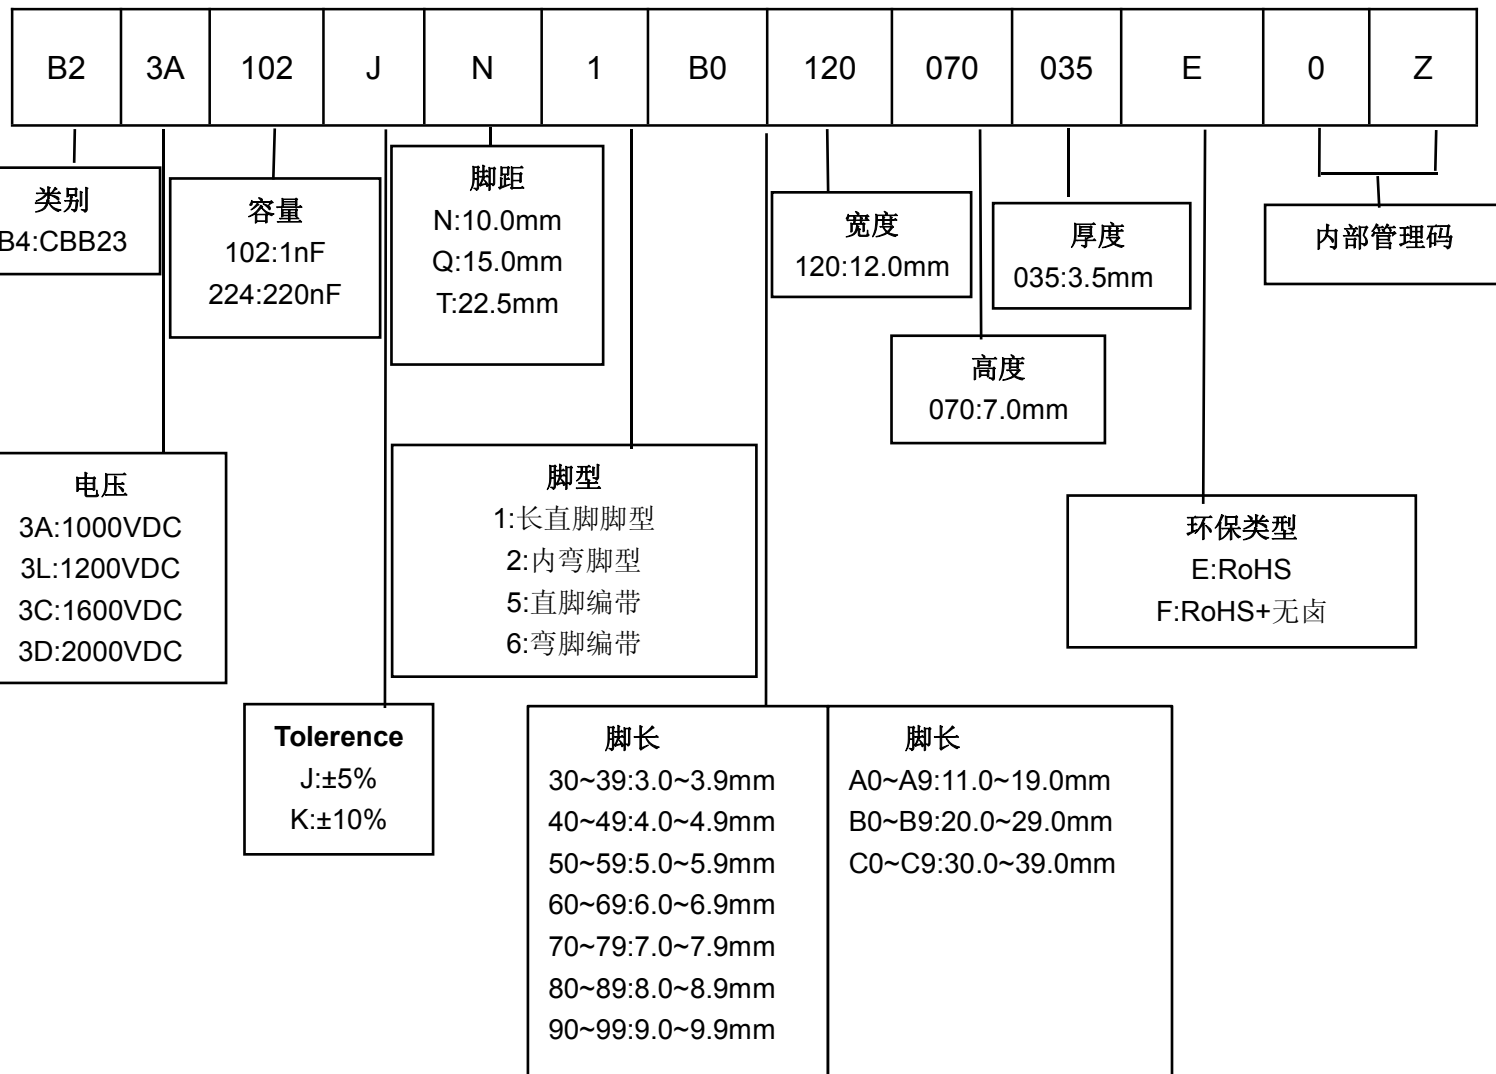 B2 3A 102 J N 1 B0 120 070 035 E 0 Z
类别
B4:CBB23
容量
102:1nF
224:220nF
脚距
N:10.0mm
Q:15.0mm
T:22.5mm
宽度
120:12.0mm
厚度
035:3.5mm
内部管理码
高度
070:7.0mm
电压
3A:1000VDC
3L:1200VDC
3C:1600VDC
3D:2000VDC
脚型
1:长直脚脚型
2:内弯脚型
5:直脚编带
6:弯脚编带
环保类型
E:RoHS
F:RoHS+无卤
Tolerence
J:±5%
K:±10%
脚长
30~39:3.0~3.9mm
40~49:4.0~4.9mm
50~59:5.0~5.9mm
60~69:6.0~6.9mm
70~79:7.0~7.9mm
80~89:8.0~8.9mm
90~99:9.0~9.9mm
脚长
A0~A9:11.0~19.0mm
B0~B9:20.0~29.0mm
C0~C9:30.0~39.0mm